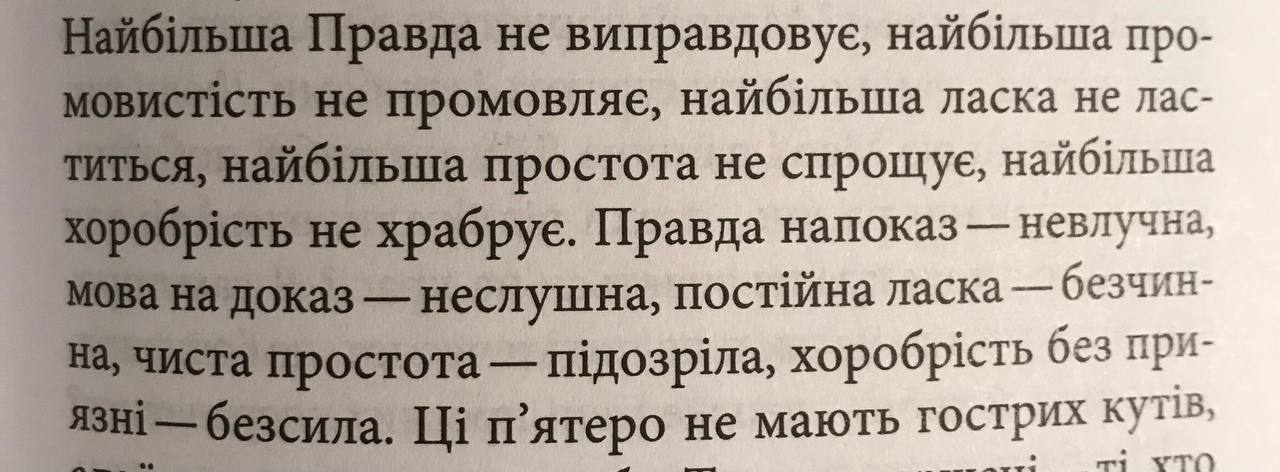 Найбільша Правда не виправдовує, найбільша про-
мовистість не промовляє, найбільша ласка не лас-
титься, найбільша простота не спрощує, найбільша
хоробрість не храбрує. Правда напоказ — невлучна,
мова на доказ — неслушна, постійна ласка — безчин-
на, чиста простота — підозріла, хоробрість без при-
язні — безсила. Ці п’ятеро не мають гострих кутів,
ті, хто